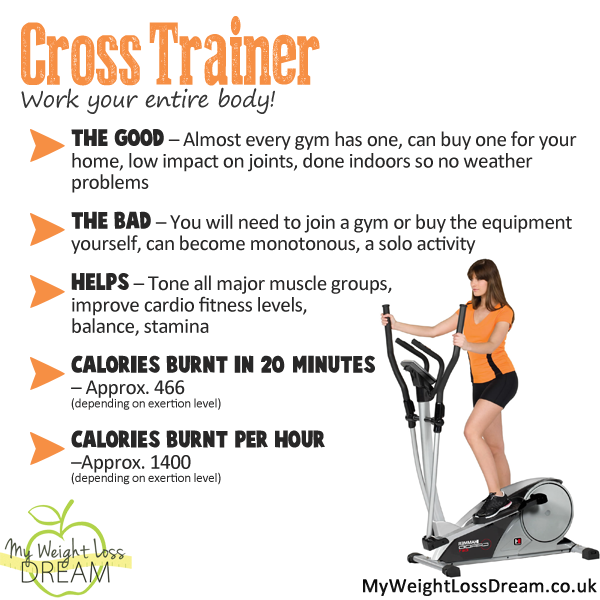 Cross Trainer
Work your entire body!
THE GOOD – Almost every gym has one, can buy one for your
home, low impact on joints, done indoors so no weather
problems
THE BAD – You will need to join a gym or buy the equipment
yourself, can become monotonous, a solo activity
HELPS – Tone all major muscle groups,
improve cardio fitness levels,
balance, stamina
CALORIES BURNT IN 20 MINUTES
– Approx. 466
(depending on exertion level)
CALORIES BURNT PER HOUR
–Approx. 1400
(depending on exertion level)
My Weight Loss
DREAM
MyWeightLossDream.co.uk